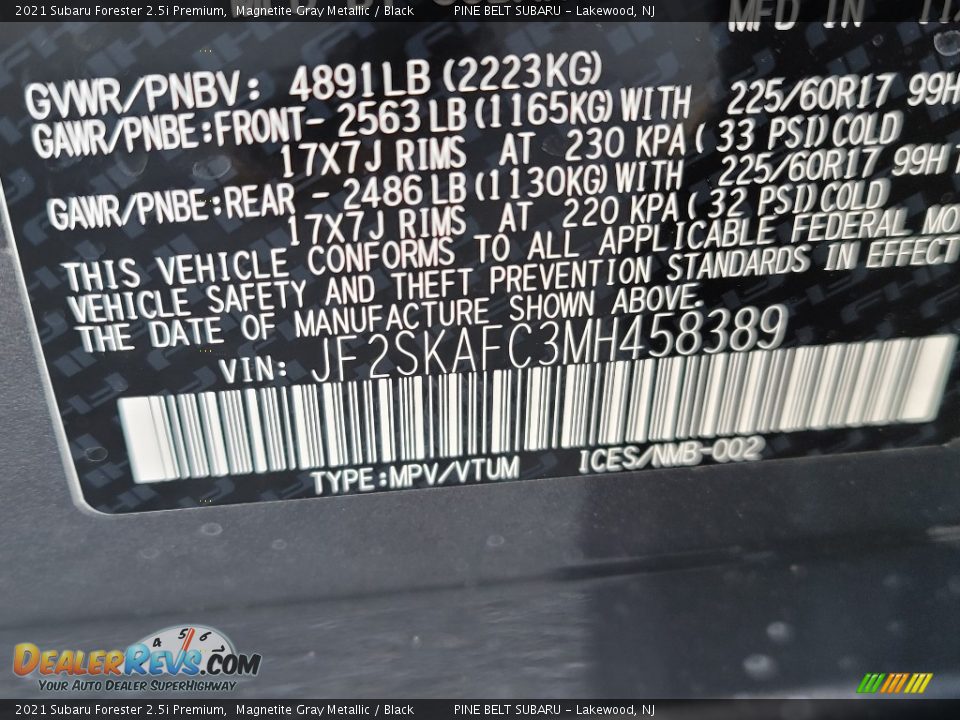 2021 Subaru Forester 2.5i Premium, Magnetite Gray Metallic / Black PINE BELT SUBARU - Lakewood, NJ
MFD IN
GVWR/PNBV: 4891LB (2223KG)
GAWR/PNBE:FRONT- 2563 LB (1165KG) WITH 225/60R17 99H
17X7J RIMS AT 230 KPA ( 33 PSI) COLD
GAWR/PNBE:REAR - 2486 LB (1130KG) WITH 225/60R17 99H
17X7J RIMS AT 220 KPA ( 32 PSI) COLD
THIS VEHICLE CONFORMS TO ALL APPLICABLE FEDERAL MO
VEHICLE SAFETY AND THEFT PREVENTION STANDARDS IN EFFECT
THE DATE OF MANUFACTURE SHOWN ABOVE.
VIN: JF2SKAFC3MH458389
TYPE:MPV/VTUM ICES/NMB-002
4 5 6
DEALERREVS.COM
YOUR AUTO DEALER SUPERHIGHWAY
2021 Subaru Forester 2.5i Premium, Magnetite Gray Metallic / Black PINE BELT SUBARU - Lakewood, NJ